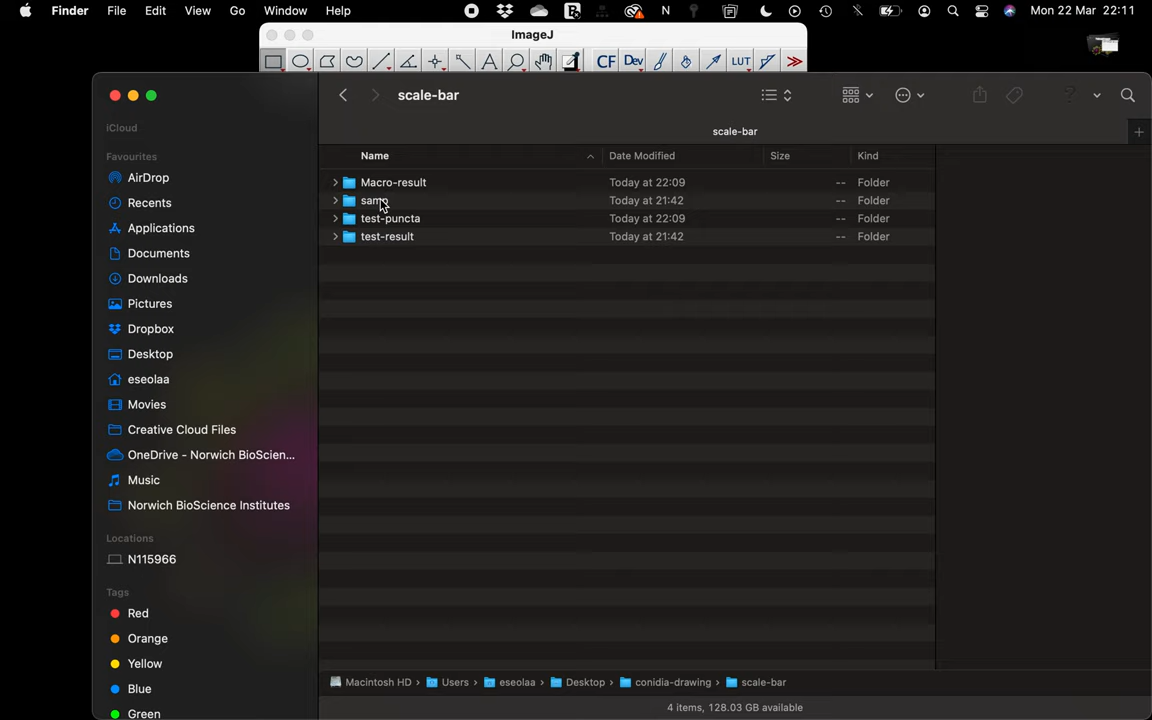 Finder File Edit View Go Window Help Mon 22 Mar 22:11
ImageJ
A CF Dev LUT
scale-bar
iCloud
scale-bar
Favourites
Name Date Modified Size Kind
AirDrop
Macro-result Today at 22:09 -- Folder
Recents
Today at 21:42 -- Folder
test-puncta Today at 22:09 -- Folder
Applications
test-result Today at 21:42 -- Folder
Documents
Downloads
Pictures
Dropbox
Desktop
eseolaa
Movies
Creative Cloud Files
OneDrive - Norwich BioScien...
Music
Norwich BioScience Institutes
Locations
N115966
Tags
Red
Orange
Yellow
Macintosh HD › Users › eseolaa › Desktop › conidia-drawing › scale-bar
Blue
4 items, 128.03 GB available
Green